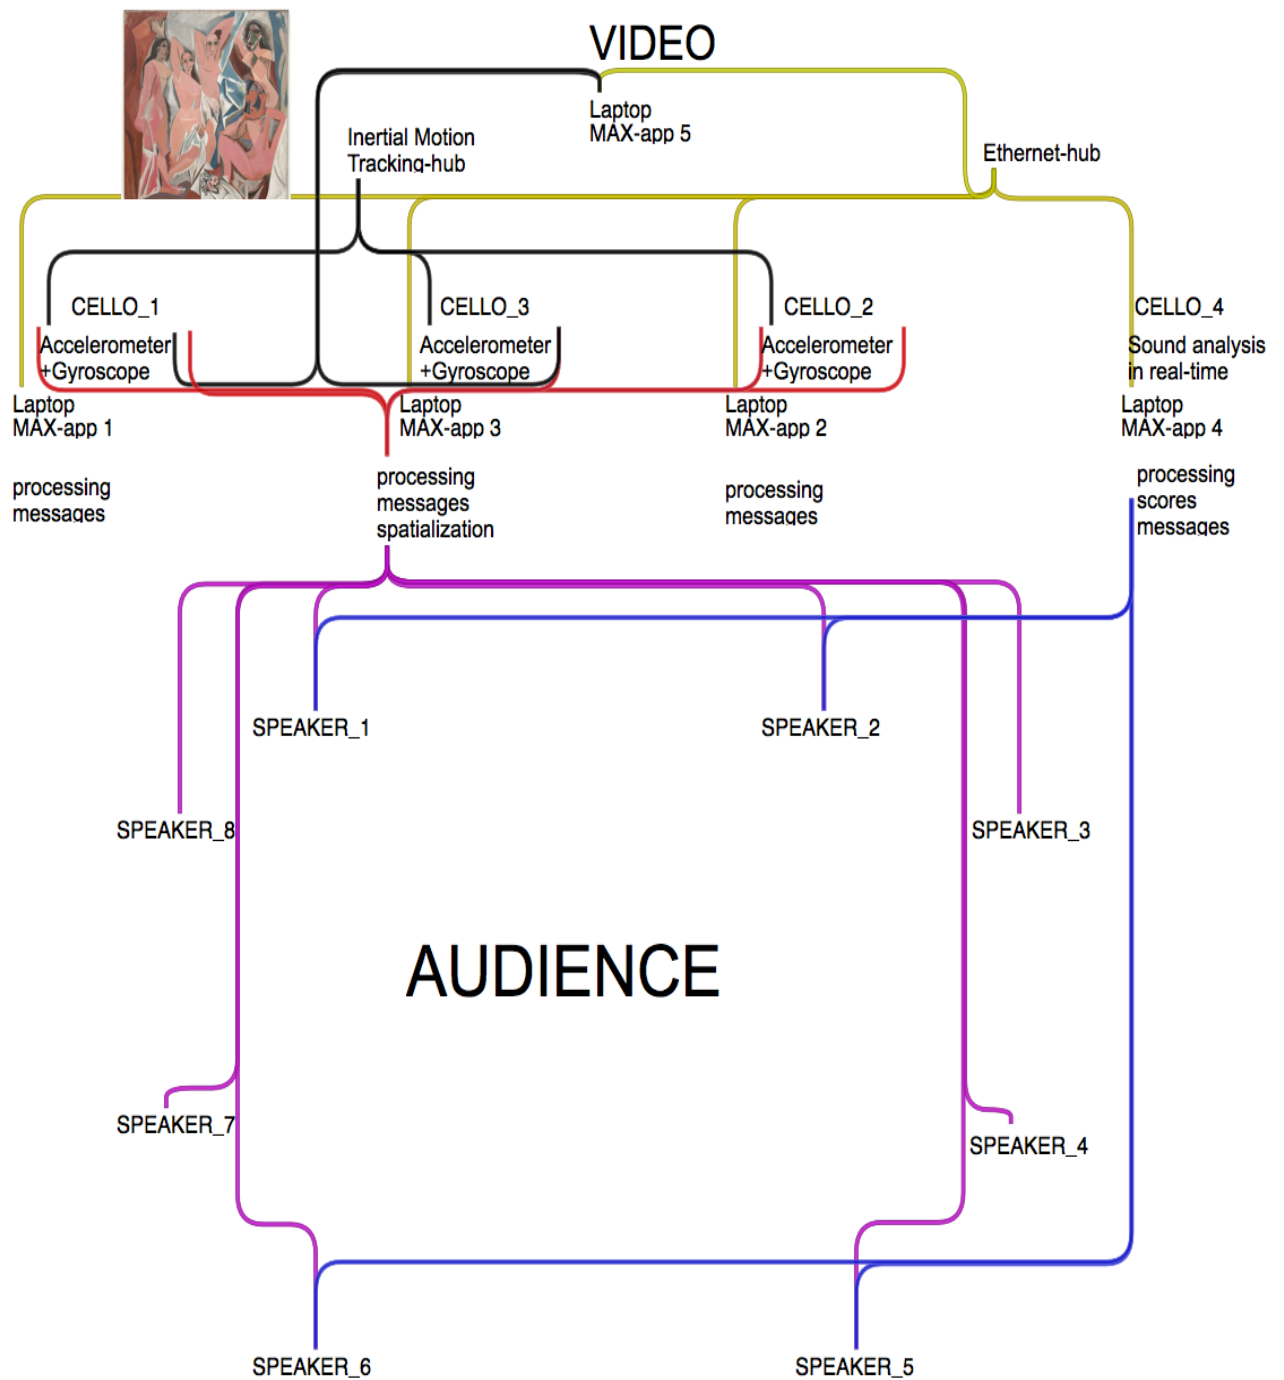 VIDEO
Laptop
MAX-app 5
Inertial Motion
Tracking-hub
Ethernet-hub
CELLO_1
Accelerometer
+Gyroscope
Laptop
MAX-app 1
processing
messages
CELLO_3
Accelerometer
+Gyroscope
Laptop
MAX-app 3
processing
messages
spatialization
CELLO_2
Accelerometer
+Gyroscope
Laptop
MAX-app 2
processing
messages
CELLO_4
Sound analysis
in real-time
Laptop
MAX-app 4
processing
scores
messages
SPEAKER_1
SPEAKER_2
SPEAKER_8
SPEAKER_3
AUDIENCE
SPEAKER_7
SPEAKER_4
SPEAKER_6
SPEAKER_5